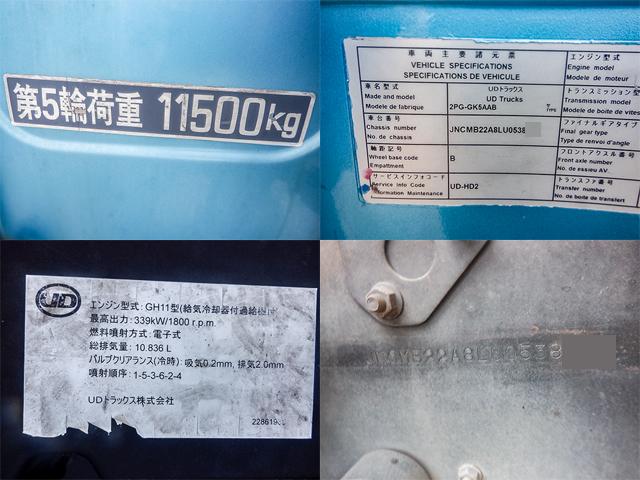 第5輪荷重 11500kg
車両主要諸元票
VEHICLE SPECIFICATIONS
SPECIFICATIONS DE VEHICULE
車名型式
Made and model
Modele de fabrique
UDトラックス
UD Trucks
2PG-GK5AAB
TYPE
車台番号
Chassis number
No. de chassis
JNCMB22A8LU0538
軸距記号
Wheel base code
Empattment
B
サービスインフォコード
Service info Code
Information Maintenance
UD-HD2
エンジン型式
Engine model
Modele de moteur
トランスミッション型
Transmission model
Modele de boite de vites
ファイナルギアタイプ
Final gear type
Type de renvoi d'angle
フロントアクスル番号
Front axle number
No. de essieu AV.
トランスファ番号
Transfer number
No. de boite de transfert
UD
エンジン型式:GH11型(給気冷却器付過給機付
最高出力:339kW/1800 r.p.m.
燃料噴射方式:電子式
総排気量:10.836 L
バルブクリアランス(冷時):吸気0.2mm, 排気2.0mm
噴射順序:1-5-3-6-2-4
UDトラックス株式会社
2286193
JNCMB22A8LU0538